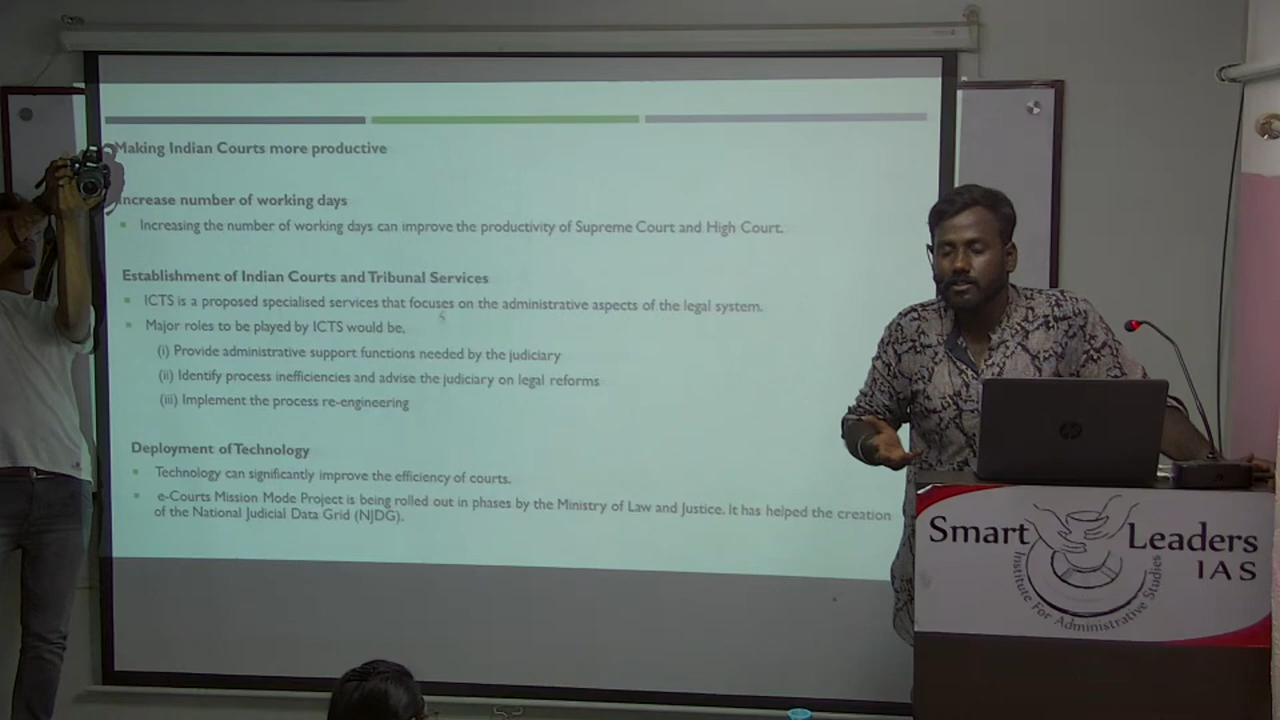 Making Indian Courts more productive
Increase number of working days
Increasing the number of working days can improve the productivity of Supreme Court and High Court.
Establishment of Indian Courts and Tribunal Services
ICTS is a proposed specialised services that focuses on the administrative aspects of the legal system.
Major roles to be played by ICTS would be,
(i) Provide administrative support functions needed by the judiciary
(ii) Identify process inefficiencies and advise the judiciary on legal reforms
(iii) Implement the process re-engineering
Deployment of Technology
Technology can significantly improve the efficiency of courts.
e-Courts Mission Mode Project is being rolled out in phases by the Ministry of Law and Justice. It has helped the creation
of the National Judicial Data Grid (NJDG).
hp
Smart Leaders
IAS
Institute For Administrative Studies